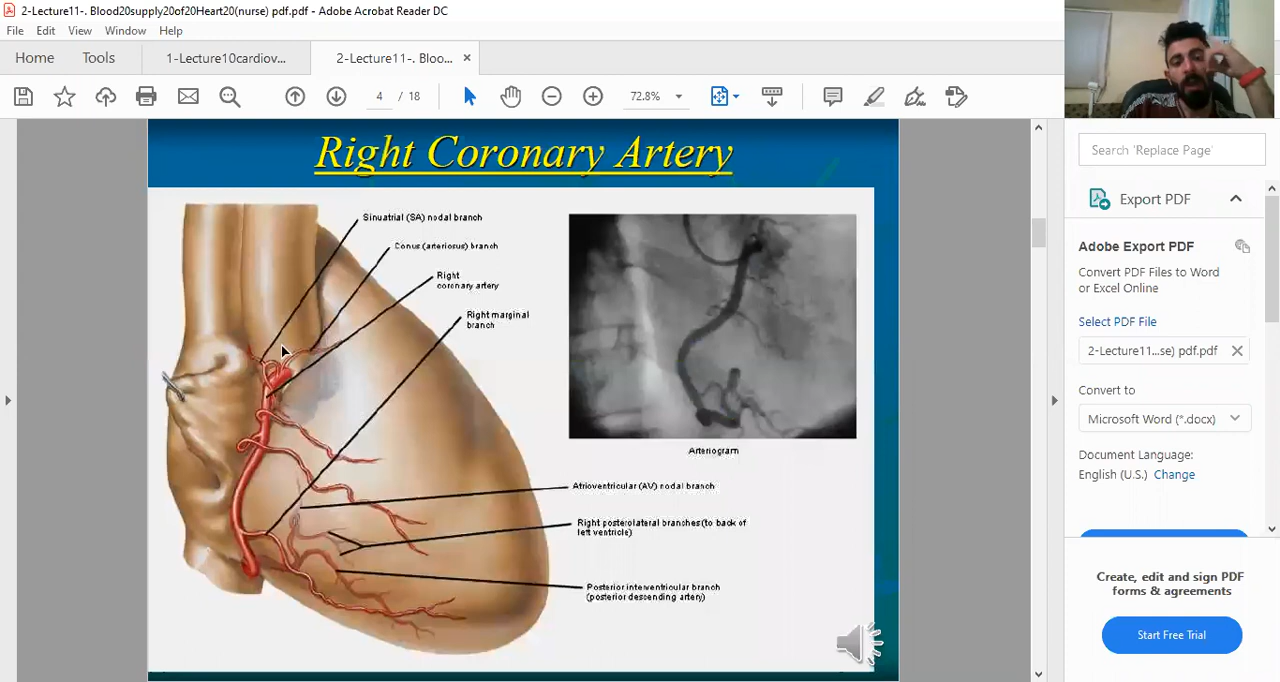 2-Lecture11-. Blood20supply20of20Heart20(nurse) pdf.pdf - Adobe Acrobat Reader DC
File Edit View Window Help
Home Tools 1-Lecture10cardiov... 2-Lecture11-. Bloo... ×
4 / 18 72.8%
Right Coronary Artery
Sinuatrial (SA) nodal branch
Conus (arteriosus) branch
Right
coronary artery
Right marginal
branch
Arteriogram
Atrioventricular (AV) nodal branch
Right posterolateral branches (to back of
left ventricle)
Posterior interventricular branch
(posterior descending artery)
Search 'Replace Page'
Export PDF
Adobe Export PDF
Convert PDF Files to Word
or Excel Online
Select PDF File
2-Lecture11...se) pdf.pdf
Convert to
Microsoft Word (*.docx)
Document Language:
English (U.S.) Change
Create, edit and sign PDF
forms & agreements
Start Free Trial